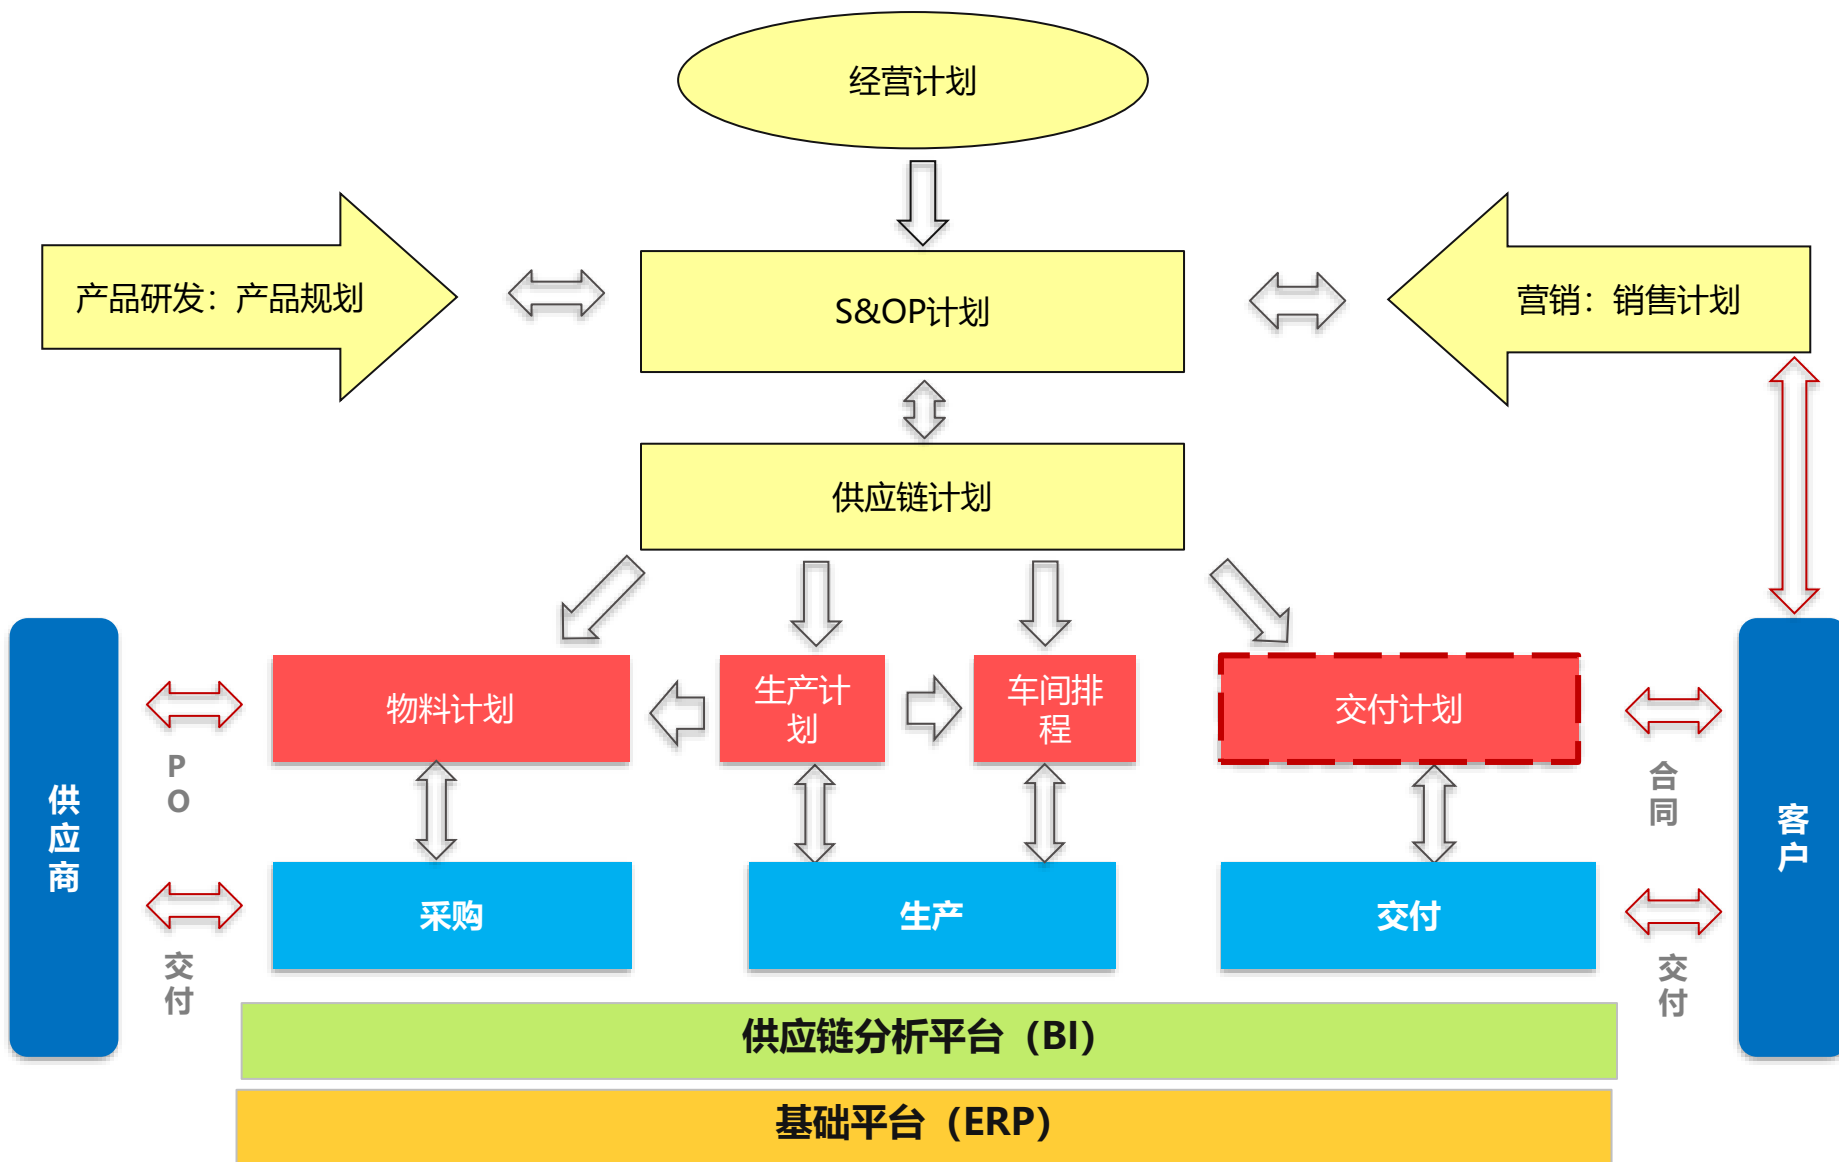 经营计划
产品研发：产品规划
S&OP计划
营销：销售计划
供应链计划
物料计划
生产计
划
车间排
程
交付计划
P
O
合
同
供
应
商
客
户
采购
生产
交付
交
付
交
付
供应链分析平台（BI）
基础平台（ERP）